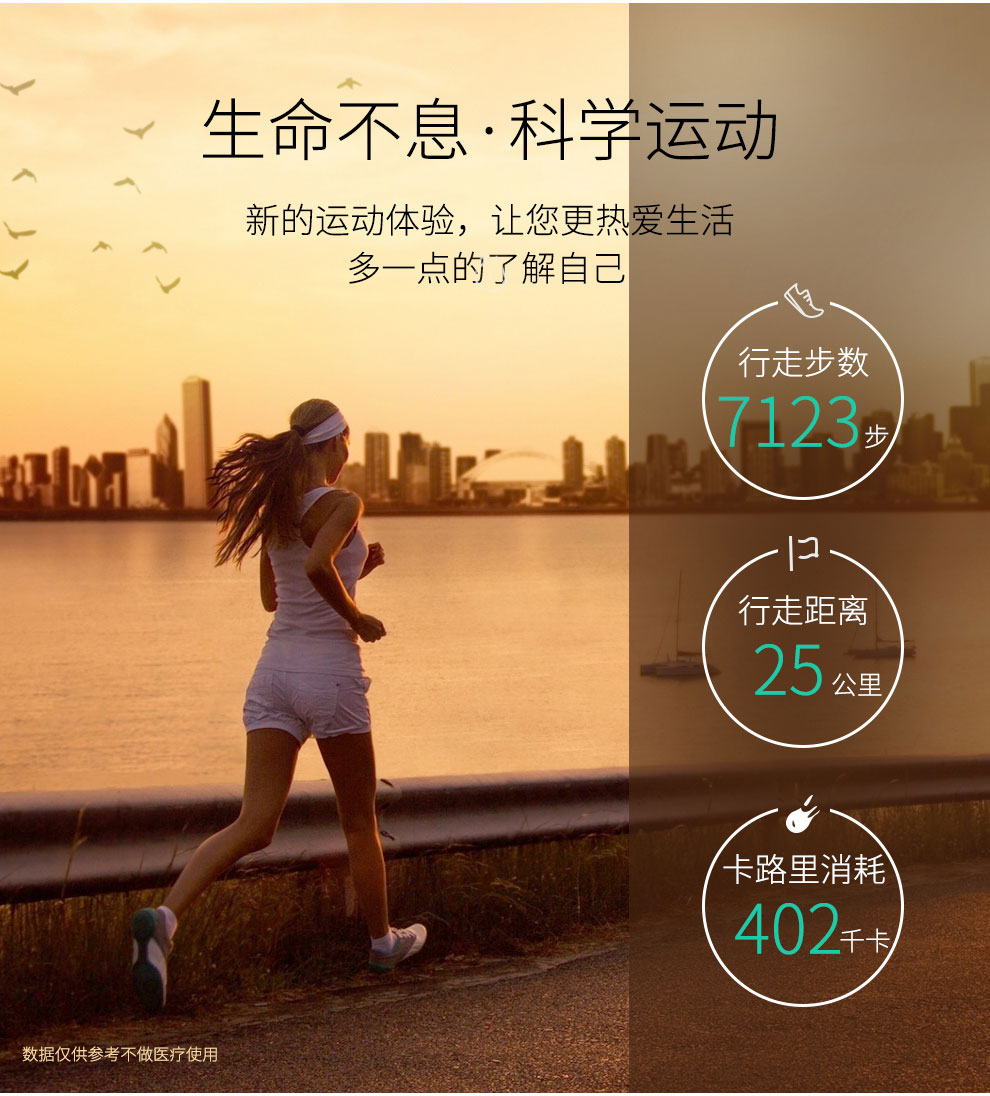 生命不息·科学运动
新的运动体验，让您更热爱生活
多一点的了解自己
行走步数
7123步
行走距离
25公里
卡路里消耗
402千卡
数据仅供参考不做医疗使用